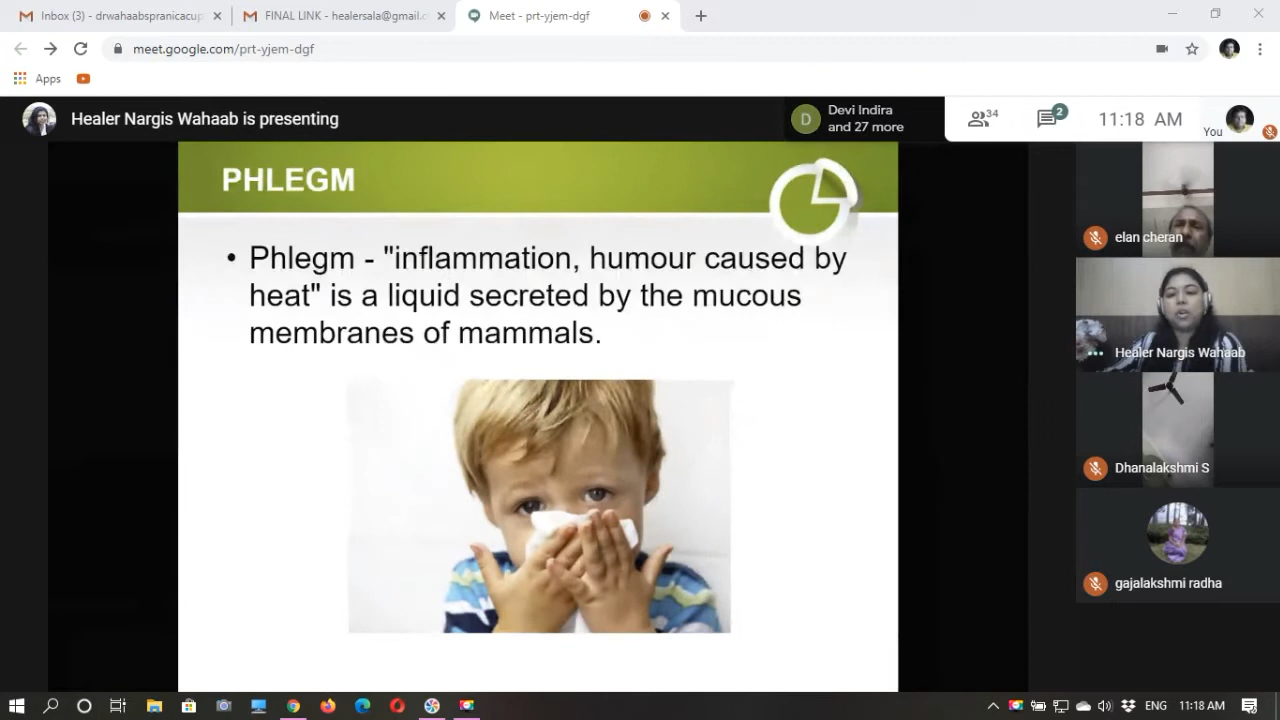 Inbox (3) - drwahaabspranicacup
FINAL LINK - healersala@gmail.c
Meet - prt-yjem-dgf
meet.google.com/prt-yjem-dgf
Apps
Healer Nargis Wahaab is presenting
D
Devi Indira
and 27 more
34
2
11:18 AM
You
PHLEGM
• Phlegm - "inflammation, humour caused by
heat" is a liquid secreted by the mucous
membranes of mammals.
elan cheran
Healer Nargis Wahaab
Dhanalakshmi S
gajalakshmi radha
ENG
11:18 AM